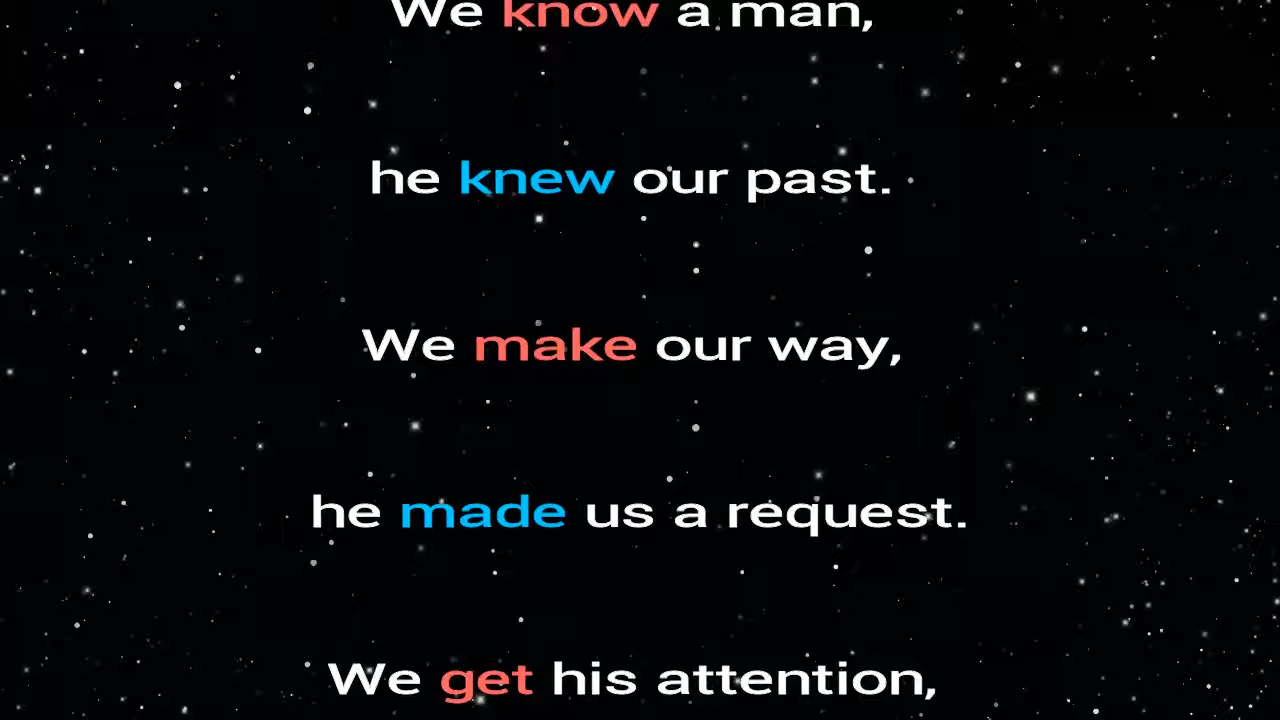 We know a man,
he knew our past.
We make our way,
he made us a request.
We get his attention,